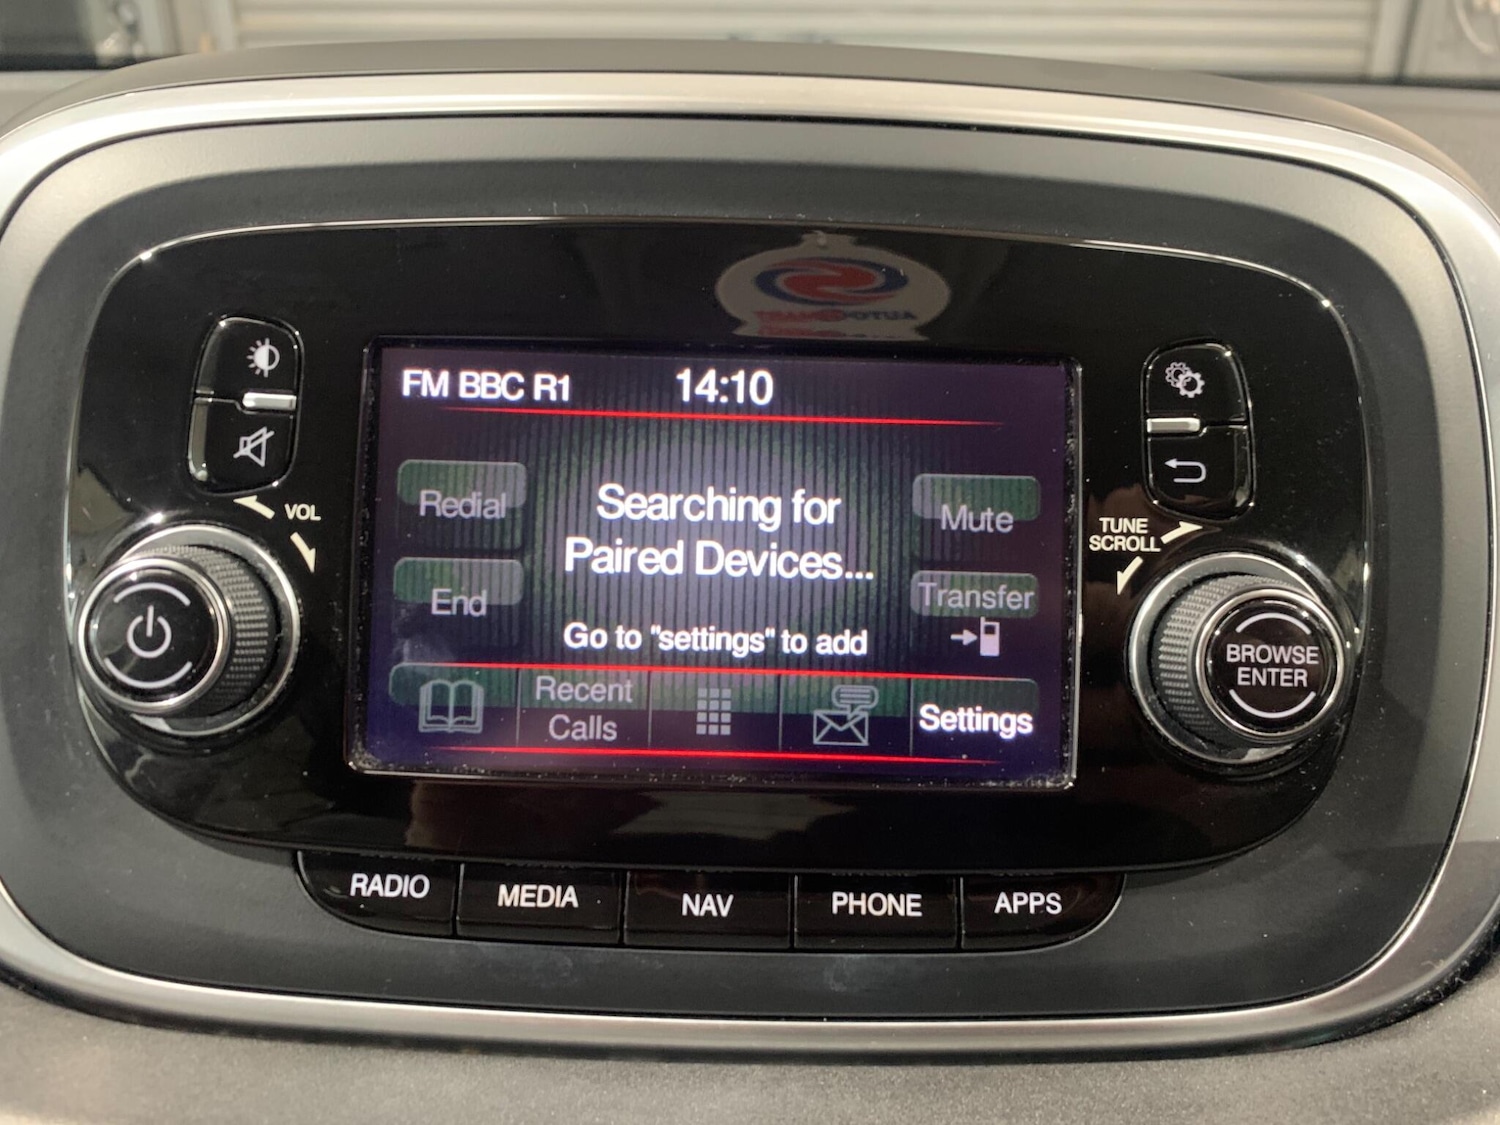 FM BBC R1 14:10
Redial
Searching for
Paired Devices...
Mute
End
Transfer
Go to "settings" to add
Recent
Calls
Settings
VOL
TUNE
SCROLL
BROWSE
ENTER
RADIO MEDIA NAV PHONE APPS